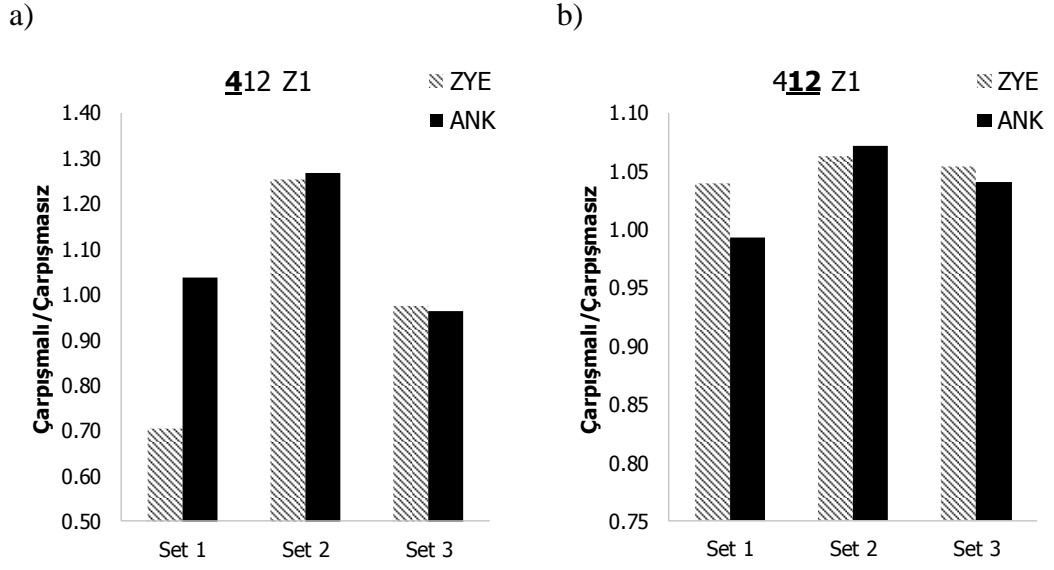 a)
412 Z1
ZYE
ANK
Çarpışmalı/Çarpışmasız
1.40
1.30
1.20
1.10
1.00
0.90
0.80
0.70
0.60
0.50
Set 1 Set 2 Set 3
b)
412 Z1
ZYE
ANK
Çarpışmalı/Çarpışmasız
1.10
1.05
1.00
0.95
0.90
0.85
0.80
0.75
Set 1 Set 2 Set 3